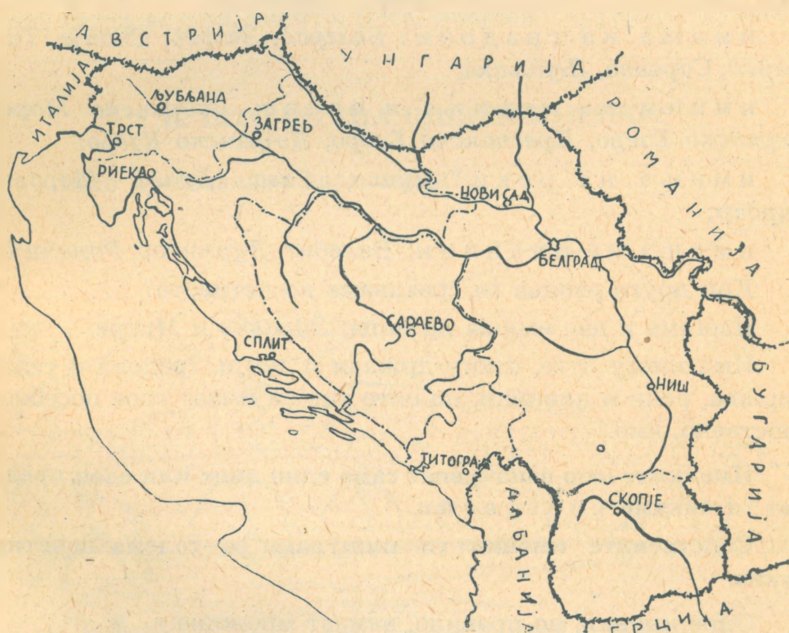 АВСТРИЈА
УНГАРИЈА
ИТАЛИЈА
РОМАНИЈА
ЉУБЉАНА
ЗАГРЕБ
ТРСТ
РИЕКА
НОВИ САД
БЕЛГРАД
САРАЕВО
СПЛИТ
НИШ
БУГАРИЈА
ТИТОГРАД
СКОПЈЕ
АЛБАНИЈА
ГРЦИЈА